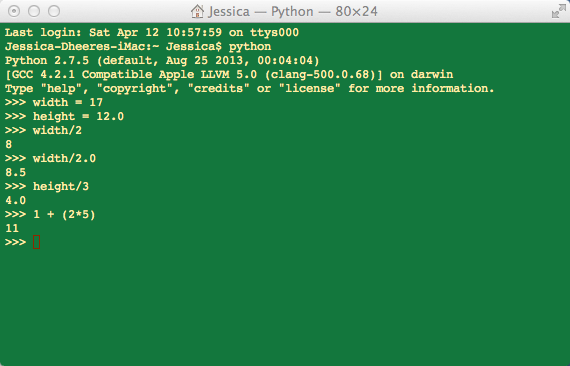 Jessica — Python — 80×24
Last login: Sat Apr 12 10:57:59 on ttys000
Jessica-Dheeres-iMac:~ Jessica$ python
Python 2.7.5 (default, Aug 25 2013, 00:04:04)
[GCC 4.2.1 Compatible Apple LLVM 5.0 (clang-500.0.68)] on darwin
Type "help", "copyright", "credits" or "license" for more information.
>>> width = 17
>>> height = 12.0
>>> width/2
8
>>> width/2.0
8.5
>>> height/3
4.0
>>> 1 + (2*5)
11
>>>